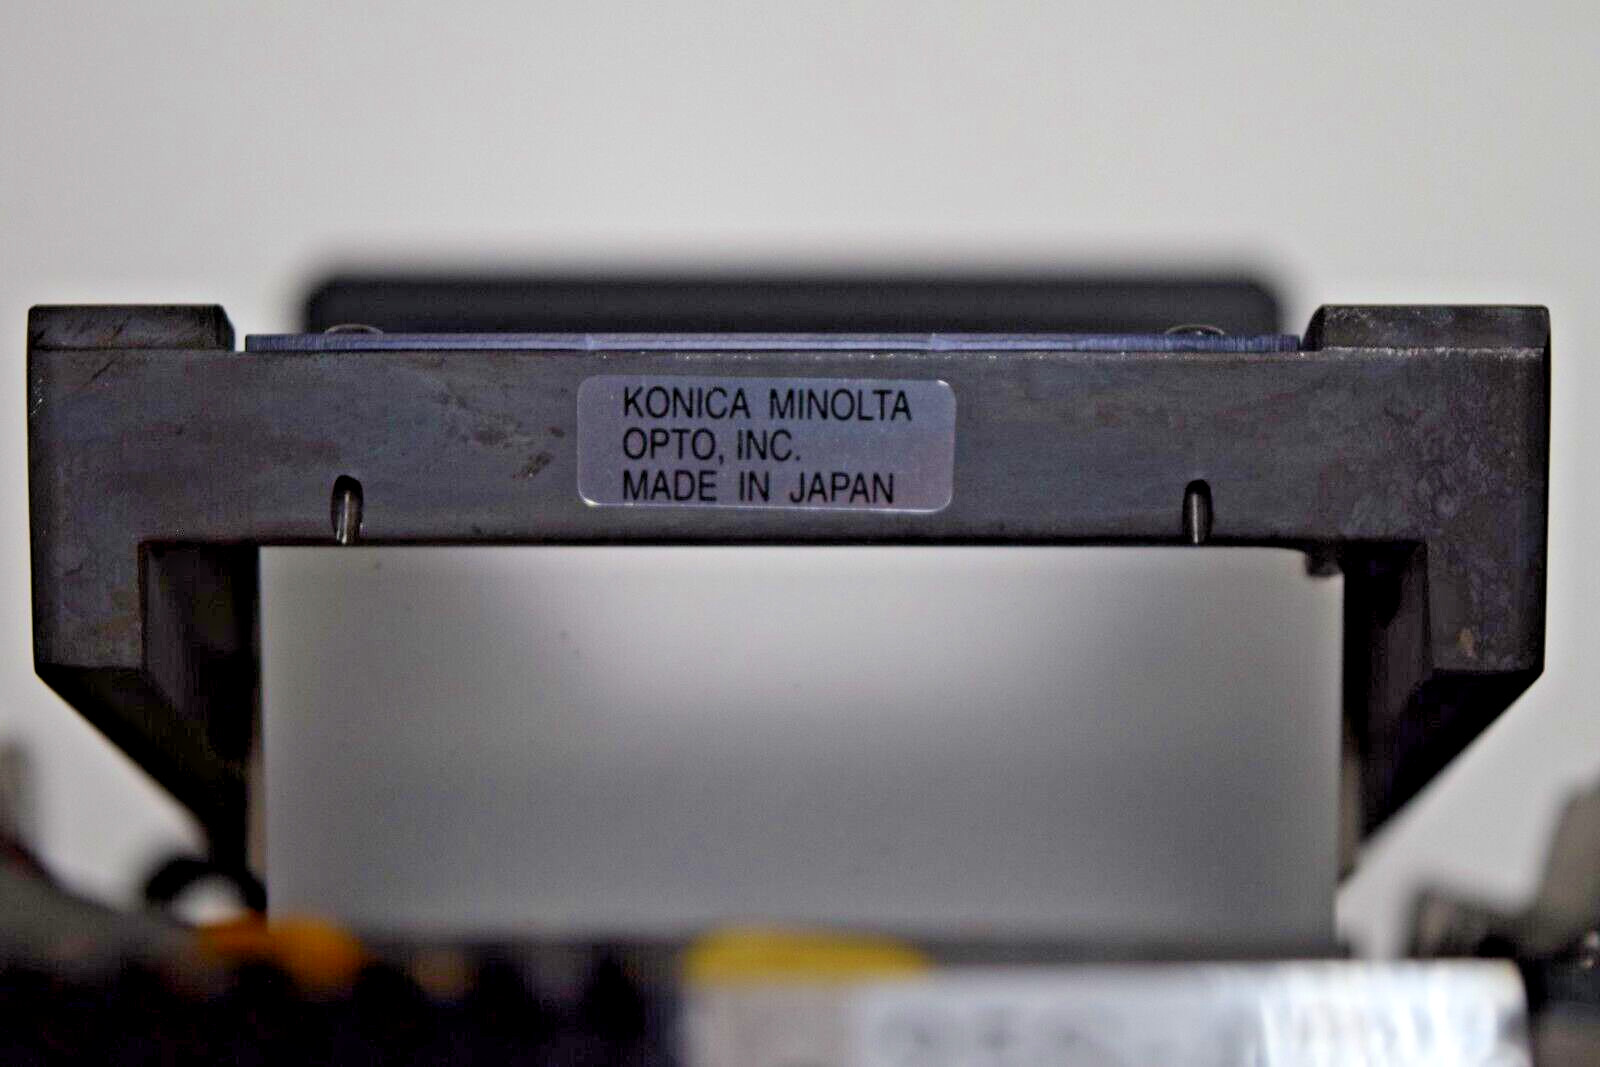 KONICA MINOLTA
OPTO, INC.
MADE IN JAPAN